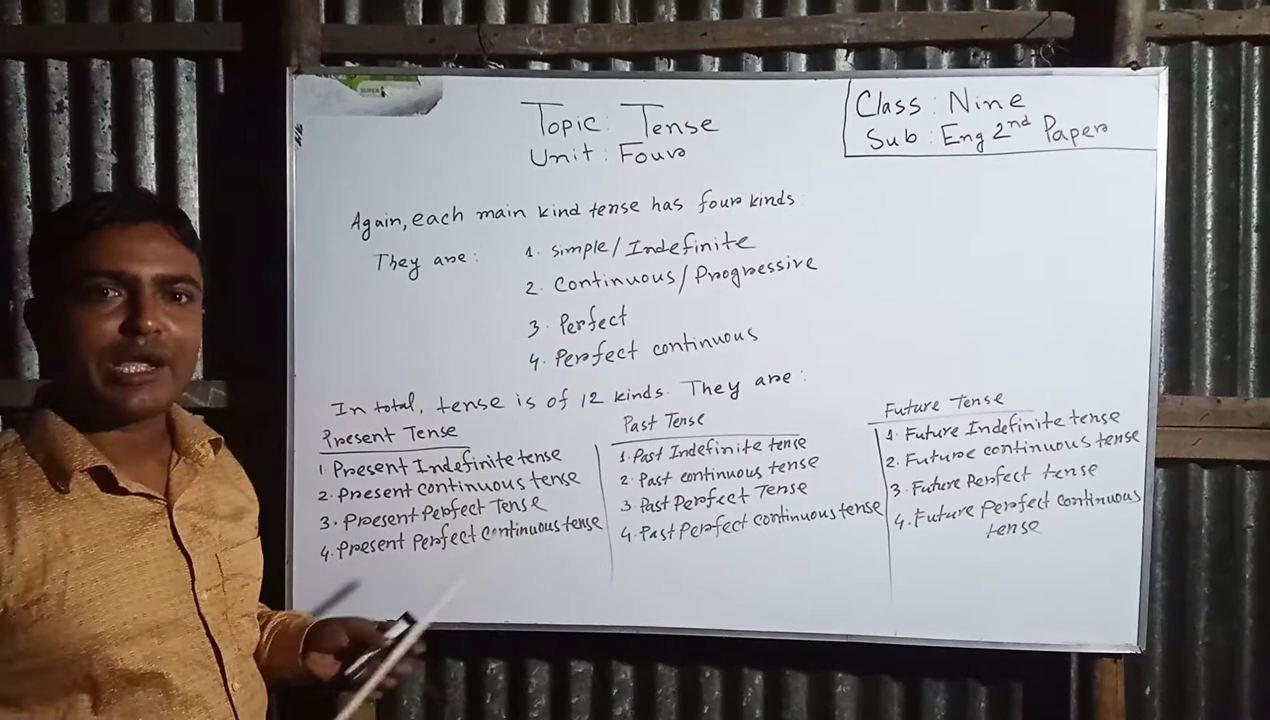 Topic: Tense
Unit: Four
Class: Nine
Sub: Eng 2nd Paper
Again, each main kind tense has four kinds
They are:
1. Simple/Indefinite
2. Continuous/Progressive
3. Perfect
4. Perfect continuous
In total, tense is of 12 kinds. They are:
Present Tense
1. Present Indefinite tense
2. Present continuous tense
3. Present Perfect Tense
4. Present Perfect continuous tense
Past Tense
1. Past Indefinite tense
2. Past continuous tense
3. Past Perfect Tense
4. Past Perfect continuous tense
Future Tense
1. Future Indefinite tense
2. Future continuous tense
3. Future Perfect tense
4. Future Perfect continuous
tense